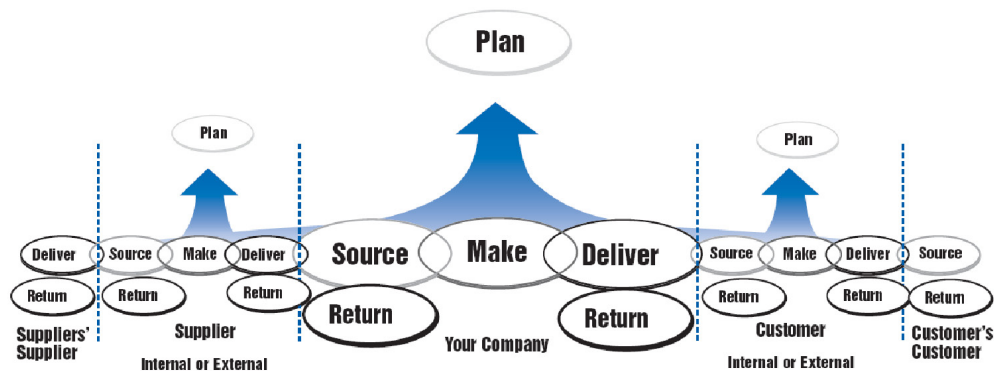 Plan
Plan
Plan
Deliver
Source
Make
Deliver
Source
Make
Deliver
Source
Make
Deliver
Source
Return
Return
Return
Return
Return
Return
Return
Return
Suppliers'
Supplier
Supplier
Internal or External
Your Company
Customer
Internal or External
Customer's
Customer